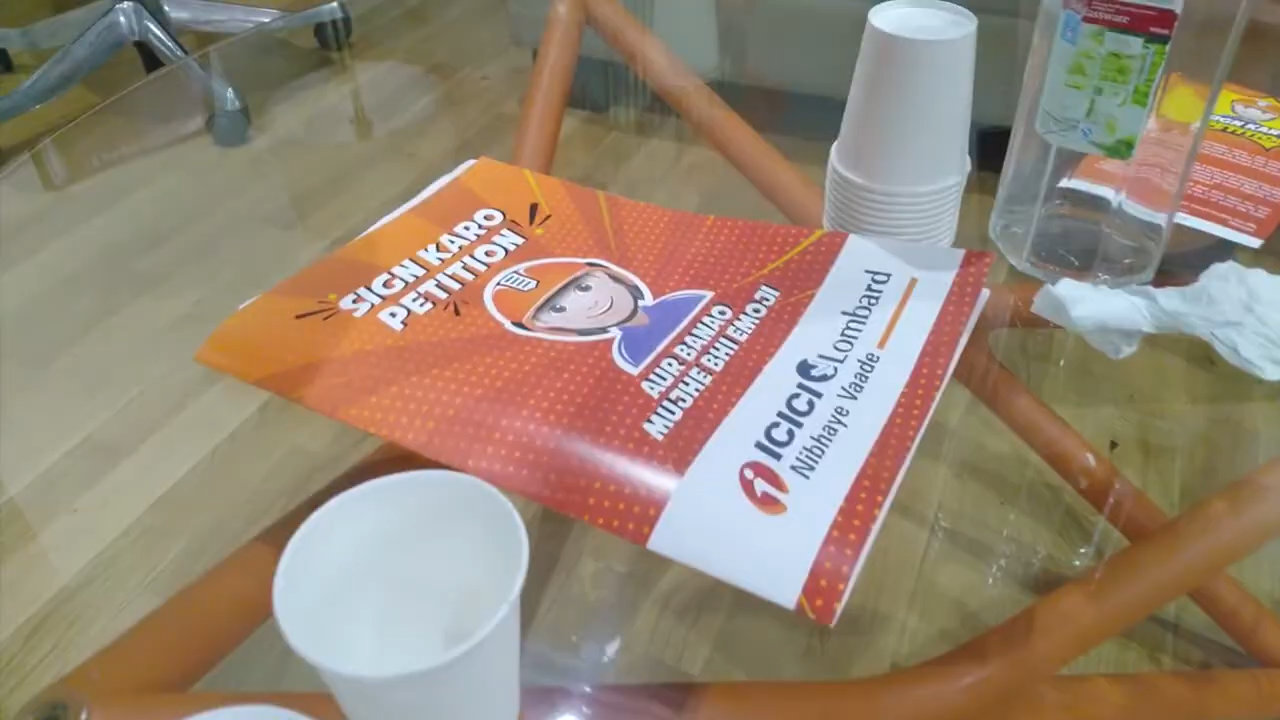 SIGN KARO
PETITION
AUR BANAO
MUJHE BHI EMOJI
ICICI Lombard
Nibhaye Vaade
SIGN KARO
PETITION